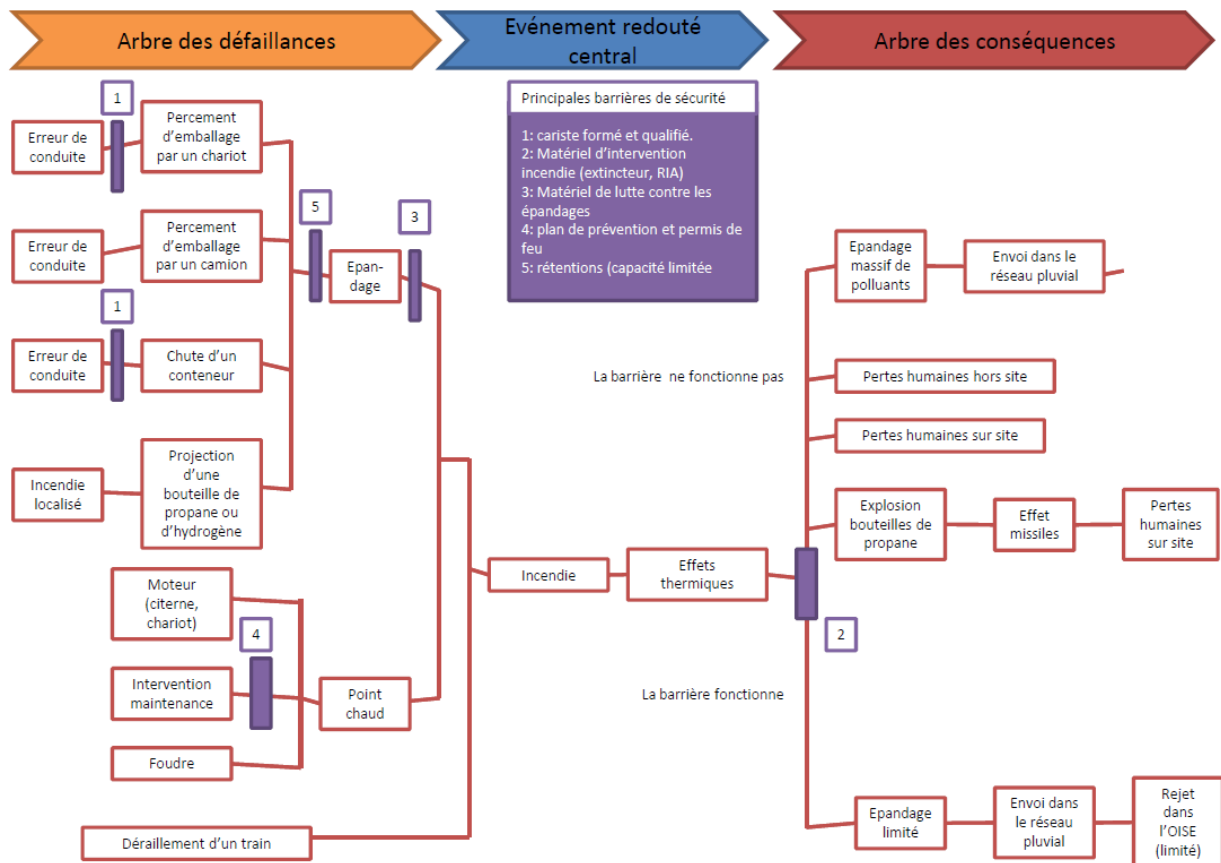 Arbre des défaillances
Evénement redouté
central
Arbre des conséquences
Principales barrières de sécurité
1: cariste formé et qualifié.
2: Matériel d'intervention
incendie (extincteur, RIA)
3: Matériel de lutte contre les
épandages
4: plan de prévention et permis de
feu
5: rétentions (capacité limitée
1
Erreur de
conduite
Percement
d'emballage
par un chariot
Erreur de
conduite
Percement
d'emballage
par un camion
5
3
Epan-
dage
1
Erreur de
conduite
Chute d'un
conteneur
Incendie
localisé
Projection
d'une
bouteille de
propane ou
d'hydrogène
Moteur
(citerne,
chariot)
4
Intervention
maintenance
Point
chaud
Foudre
Déraillement d'un train
Incendie
Effets
thermiques
2
La barrière ne fonctionne pas
La barrière fonctionne
Epandage
massif de
polluants
Envoi dans le
réseau pluvial
Pertes humaines hors site
Pertes humaines sur site
Explosion
bouteilles de
propane
Effet
missiles
Pertes
humaines
sur site
Epandage
limité
Envoi dans
le réseau
pluvial
Rejet
dans
l'OISE
(limité)